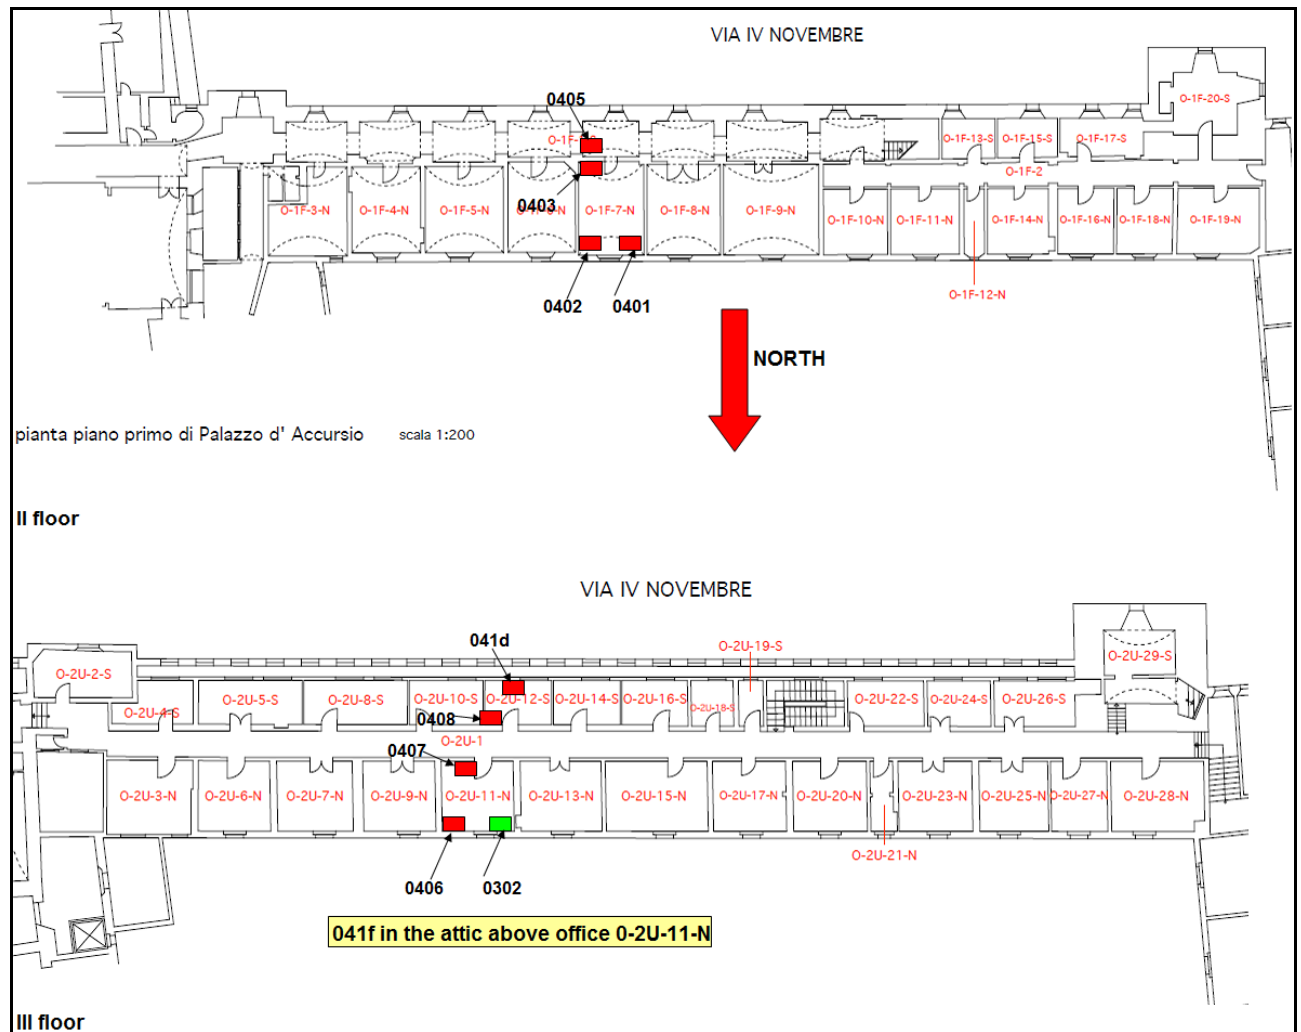 VIA IV NOVEMBRE
O-1F-20-S
0405
O-1F-
O-1F-13-S O-1F-15-S O-1F-17-S
O-1F-2
0403
O-1F-3-N O-1F-4-N O-1F-5-N O-1F-6-N O-1F-7-N O-1F-8-N O-1F-9-N O-1F-10-N O-1F-11-N O-1F-14-N O-1F-16-N O-1F-18-N O-1F-19-N
0402 0401
O-1F-12-N
NORTH
pianta piano primo di Palazzo d' Accursio scala 1:200
II floor
VIA IV NOVEMBRE
041d
O-2U-19-S
O-2U-29-S
O-2U-2-S
O-2U-4-S O-2U-5-S O-2U-8-S O-2U-10-S O-2U-12-S O-2U-14-S O-2U-16-S O-2U-18-S O-2U-22-S O-2U-24-S O-2U-26-S
0408
O-2U-1
0407
O-2U-3-N O-2U-6-N O-2U-7-N O-2U-9-N O-2U-11-N O-2U-13-N O-2U-15-N O-2U-17-N O-2U-20-N O-2U-23-N O-2U-25-N O-2U-27-N O-2U-28-N
O-2U-21-N
0406 0302
041f in the attic above office 0-2U-11-N
III floor